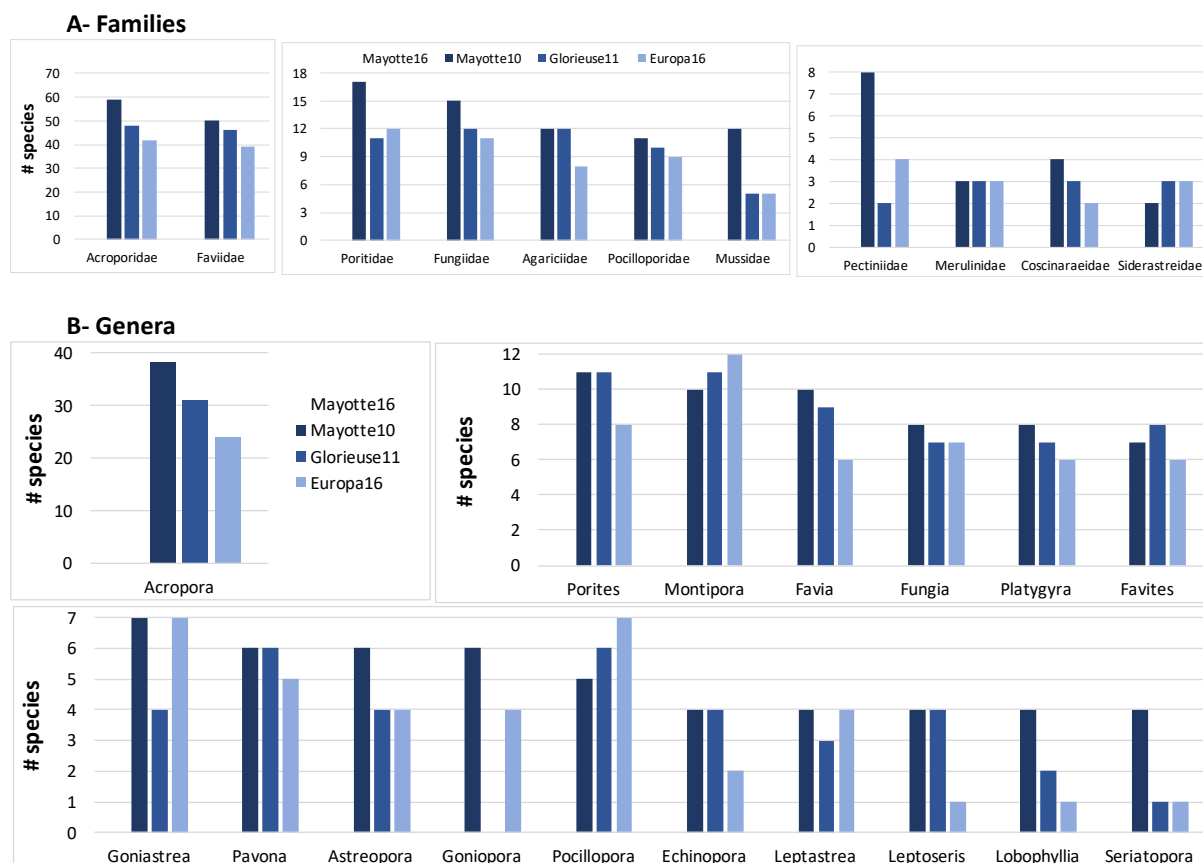 A- Families
# species
70
60
50
40
30
20
10
0
Acroporidae Faviidae
Mayotte16 Mayotte10 Glorieuse11 Europa16
18
15
12
9
6
3
0
Poritidae Fungiidae Agariciidae Pocilloporidae Mussidae
8
7
6
5
4
3
2
1
0
Pectiniidae Merulinidae Coscinaraeidae Siderastreidae
B- Genera
# species
40
30
20
10
0
Acropora
Mayotte16
Mayotte10
Glorieuse11
Europa16
# species
12
10
8
6
4
2
0
Porites Montipora Favia Fungia Platygyra Favites
# species
7
6
5
4
3
2
1
0
Goniastrea Pavona Astreopora Goniopora Pocillopora Echinopora Leptastrea Leptoseris Lobophyllia Seriatopora